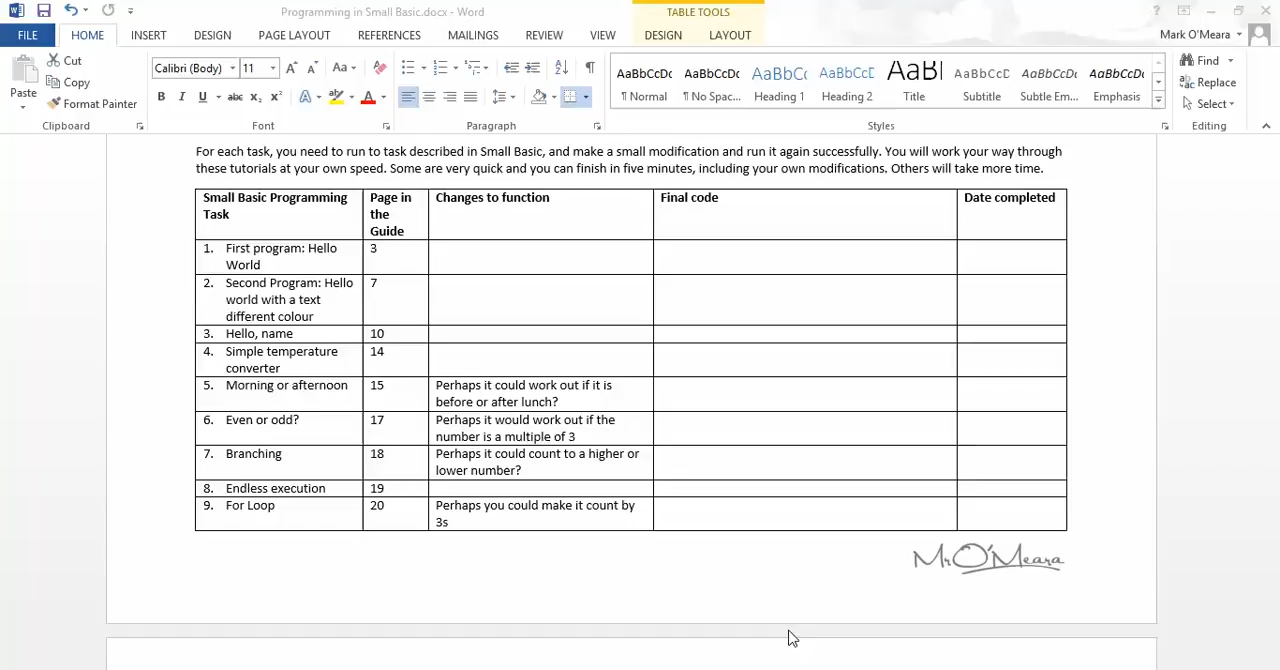 Programming in Small Basic.docx - Word
TABLE TOOLS
FILE HOME INSERT DESIGN PAGE LAYOUT REFERENCES MAILINGS REVIEW VIEW DESIGN LAYOUT Mark O'Meara
Paste Cut Copy Format Painter
Calibri (Body) 11
AaBbCcDc ¶ Normal
AaBbCcDc ¶ No Spac...
AaBbCc Heading 1
AaBbCcD Heading 2
AaB Title
AaBbCcD Subtitle
AaBbCcDc Subtle Em...
AaBbCcDc Emphasis
Find
Replace
Select
Clipboard Font Paragraph Styles Editing
For each task, you need to run to task described in Small Basic, and make a small modification and run it again successfully. You will work your way through
these tutorials at your own speed. Some are very quick and you can finish in five minutes, including your own modifications. Others will take more time.
Small Basic Programming Task
Page in the Guide
Changes to function
Final code
Date completed
1. First program: Hello World
3
2. Second Program: Hello world with a text different colour
7
3. Hello, name
10
4. Simple temperature converter
14
5. Morning or afternoon
15
Perhaps it could work out if it is before or after lunch?
6. Even or odd?
17
Perhaps it would work out if the number is a multiple of 3
7. Branching
18
Perhaps it could count to a higher or lower number?
8. Endless execution
19
9. For Loop
20
Perhaps you could make it count by 3s
Mr O'Meara